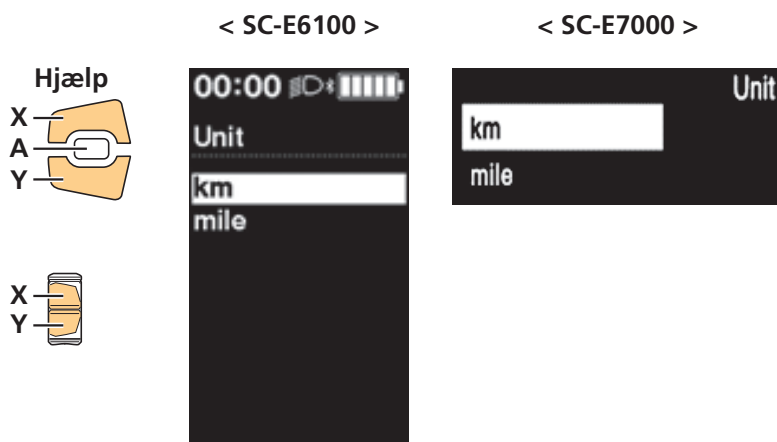 < SC-E6100 >
< SC-E7000 >
Hjælp
X
A
Y
X
Y
00:00
Unit
km
mile
Unit
km
mile